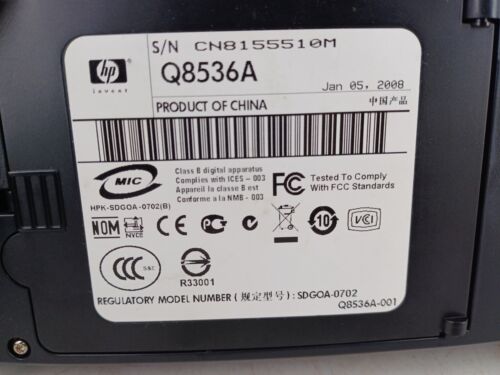 S/N CN8155510M
hp
invent
Q8536A
Jan 05, 2008
PRODUCT OF CHINA
中国产品
MIC
HPK-SDGOA-0702(B)
Class B digital apparatus
Complies with ICES - 003
Appareil la classe B est
Conforme a la NMB - 003
FC
Tested To Comply
With FCC Standards
NOM
NYCE
CE
10
VCI
CCC
S&E
R33001
REGULATORY MODEL NUMBER (规定型号): SDGOA-0702
Q8536A-001